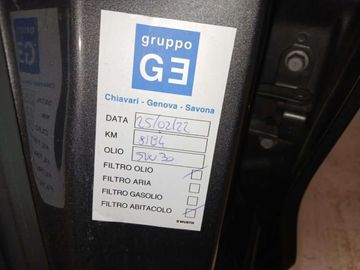 gruppo
GE
Chiavari - Genova - Savona
DATA 25/02/22
KM
OLIO 5W30
FILTRO OLIO
FILTRO ARIA
FILTRO GASOLIO
FILTRO ABITACOLO
WÜRTH